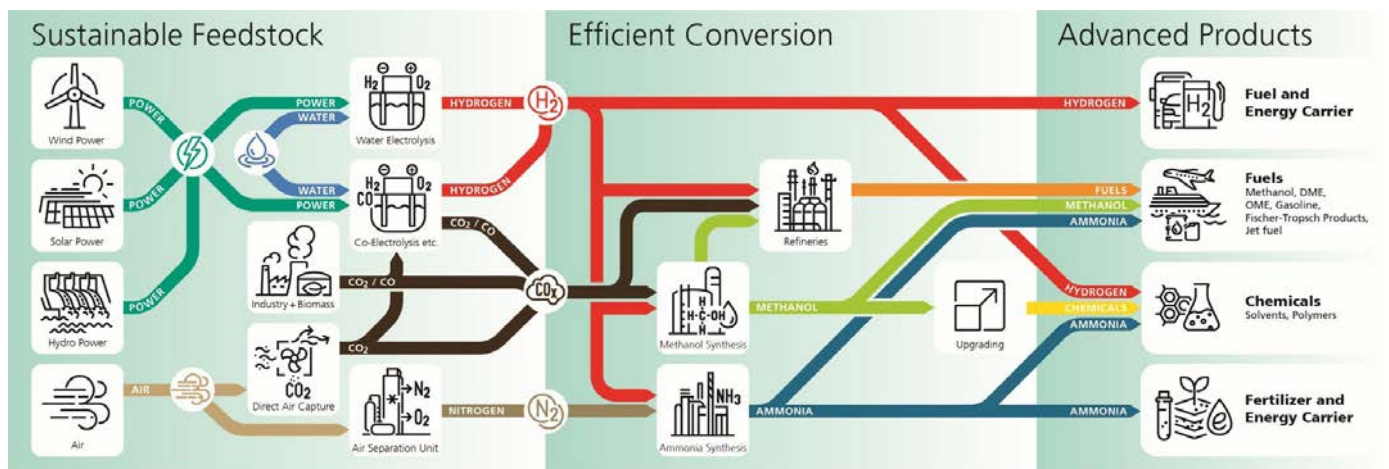 Sustainable Feedstock
Efficient Conversion
Advanced Products
Wind Power
POWER
Solar Power
POWER
Hydro Power
POWER
Air
AIR
POWER
WATER
H₂
O₂
Water Electrolysis
HYDROGEN
H₂
WATER
POWER
H₂
O₂
CO
Co-Electrolysis etc.
HYDROGEN
CO₂ / CO
Industry + Biomass
CO₂ / CO
COx
CO₂
Direct Air Capture
CO₂
N₂
O₂
Air Separation Unit
NITROGEN
N₂
Refineries
H
H-C-OH
H
Methanol Synthesis
METHANOL
NH₃
Ammonia Synthesis
AMMONIA
Upgrading
HYDROGEN
H₂
Fuel and
Energy Carrier
FUELS
METHANOL
AMMONIA
Fuels
Methanol, DME,
OME, Gasoline,
Fischer-Tropsch Products,
Jet fuel
HYDROGEN
CHEMICALS
AMMONIA
Chemicals
Solvents, Polymers
AMMONIA
Fertilizer and
Energy Carrier